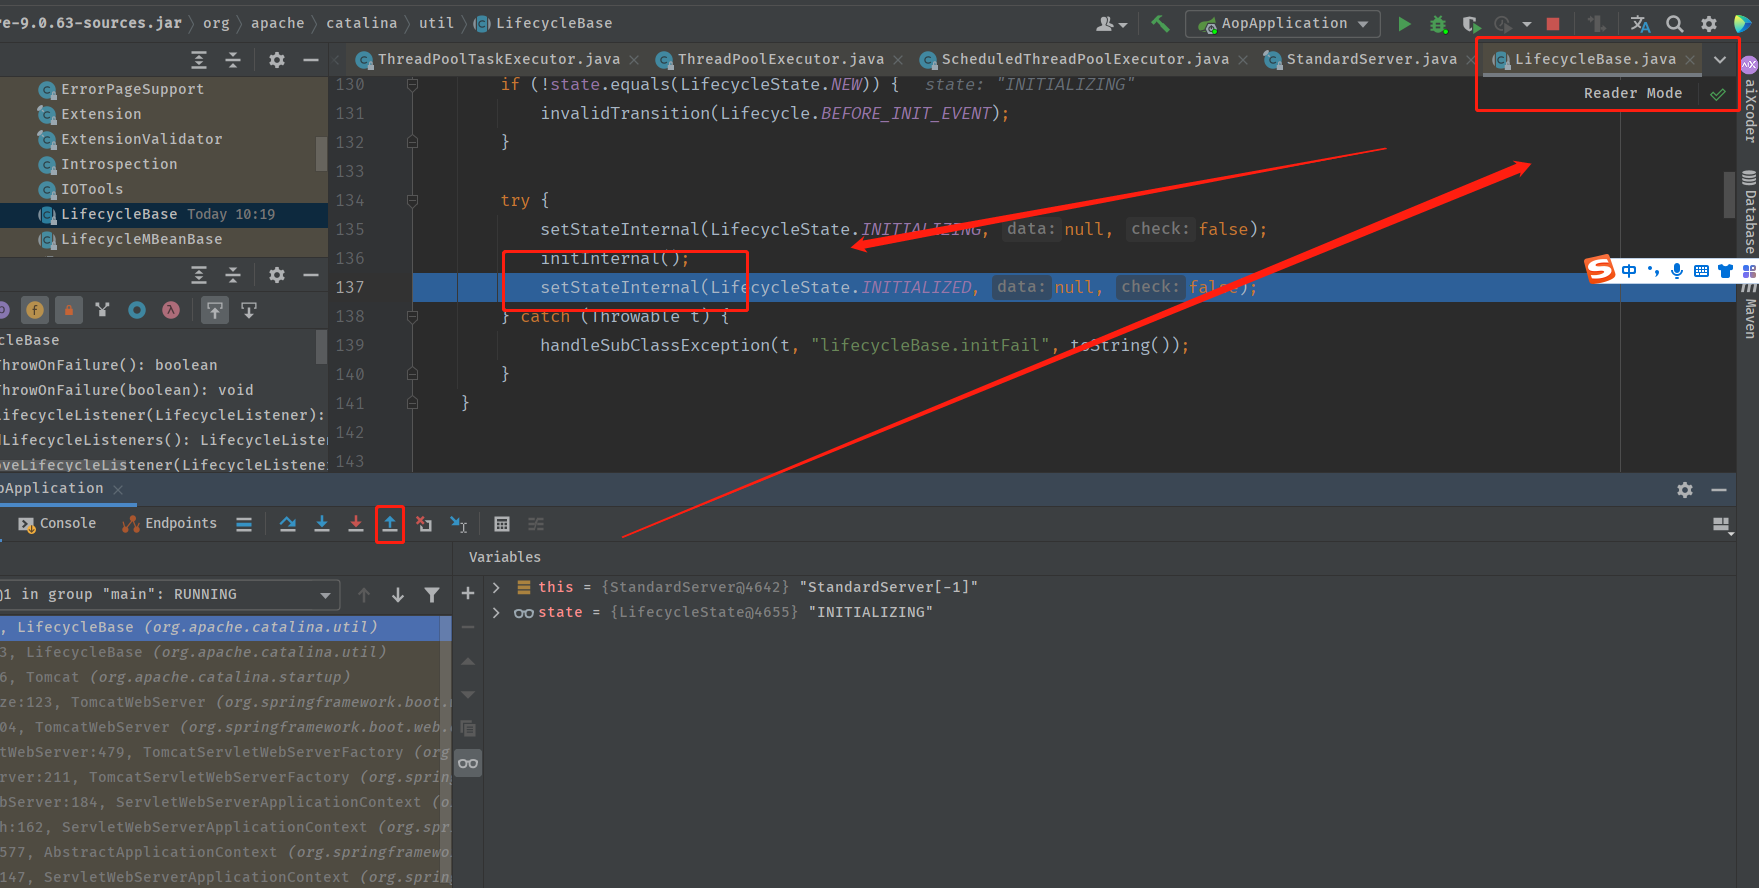 re-9.0.63-sources.jar org apache catalina util LifecycleBase
AopApplication
ThreadPoolTaskExecutor.java ThreadPoolExecutor.java ScheduledThreadPoolExecutor.java StandardServer.java LifecycleBase.java
Reader Mode
ErrorPageSupport
Extension
ExtensionValidator
Introspection
IOTools
LifecycleBase Today 10:19
LifecycleMBeanBase
130 if (!state.equals(LifecycleState.NEW)) { state: "INITIALIZING"
131 invalidTransition(Lifecycle.BEFORE_INIT_EVENT);
132 }
133
134 try {
135 setStateInternal(LifecycleState.INITIALIZING, data: null, check: false);
136 initInternal();
137 setStateInternal(LifecycleState.INITIALIZED, data: null, check: false);
138 } catch (Throwable t) {
139 handleSubClassException(t, "lifecycleBase.initFail", toString());
140 }
141 }
142
143
cleBase
ThrowOnFailure(): boolean
ThrowOnFailure(boolean): void
ifecycleListener(LifecycleListener):
dLifecycleListeners(): LifecycleListe
oveLifecycleListener(LifecycleListene
aiXcoder
Database
Maven
中
pApplication
Console Endpoints
Variables
@1 in group "main": RUNNING
this = {StandardServer@4642} "StandardServer[-1]"
state = {LifecycleState@4655} "INITIALIZING"
, LifecycleBase (org.apache.catalina.util)
3, LifecycleBase (org.apache.catalina.util)
6, Tomcat (org.apache.catalina.startup)
ze:123, TomcatWebServer (org.springframework.boot.
04, TomcatWebServer (org.springframework.boot.web.
tWebServer:479, TomcatServletWebServerFactory (org
rver:211, TomcatServletWebServerFactory (org.sprin
bServer:184, ServletWebServerApplicationContext (o
h:162, ServletWebServerApplicationContext (org.spr
577, AbstractApplicationContext (org.springframewo
147, ServletWebServerApplicationContext (org.sprin